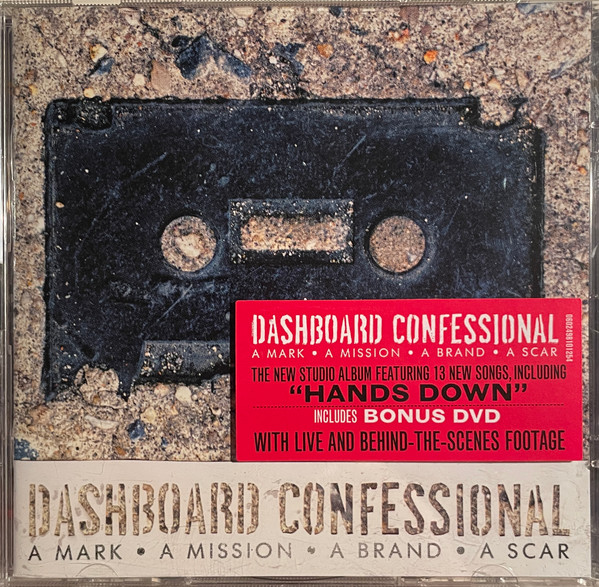 DASHBOARD CONFESSIONAL
A MARK • A MISSION • A BRAND • A SCAR
THE NEW STUDIO ALBUM FEATURING 13 NEW SONGS, INCLUDING
“HANDS DOWN”
INCLUDES BONUS DVD
WITH LIVE AND BEHIND-THE-SCENES FOOTAGE
DASHBOARD CONFESSIONAL
A MARK • A MISSION • A BRAND • A SCAR